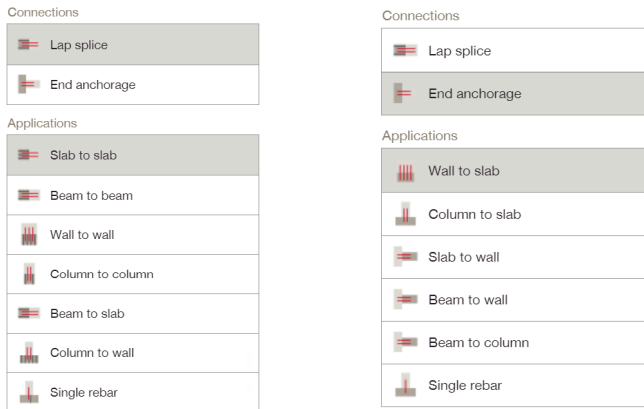 Connections
Lap splice
End anchorage
Applications
Slab to slab
Beam to beam
Wall to wall
Column to column
Beam to slab
Column to wall
Single rebar
Connections
Lap splice
End anchorage
Applications
Wall to slab
Column to slab
Slab to wall
Beam to wall
Beam to column
Single rebar